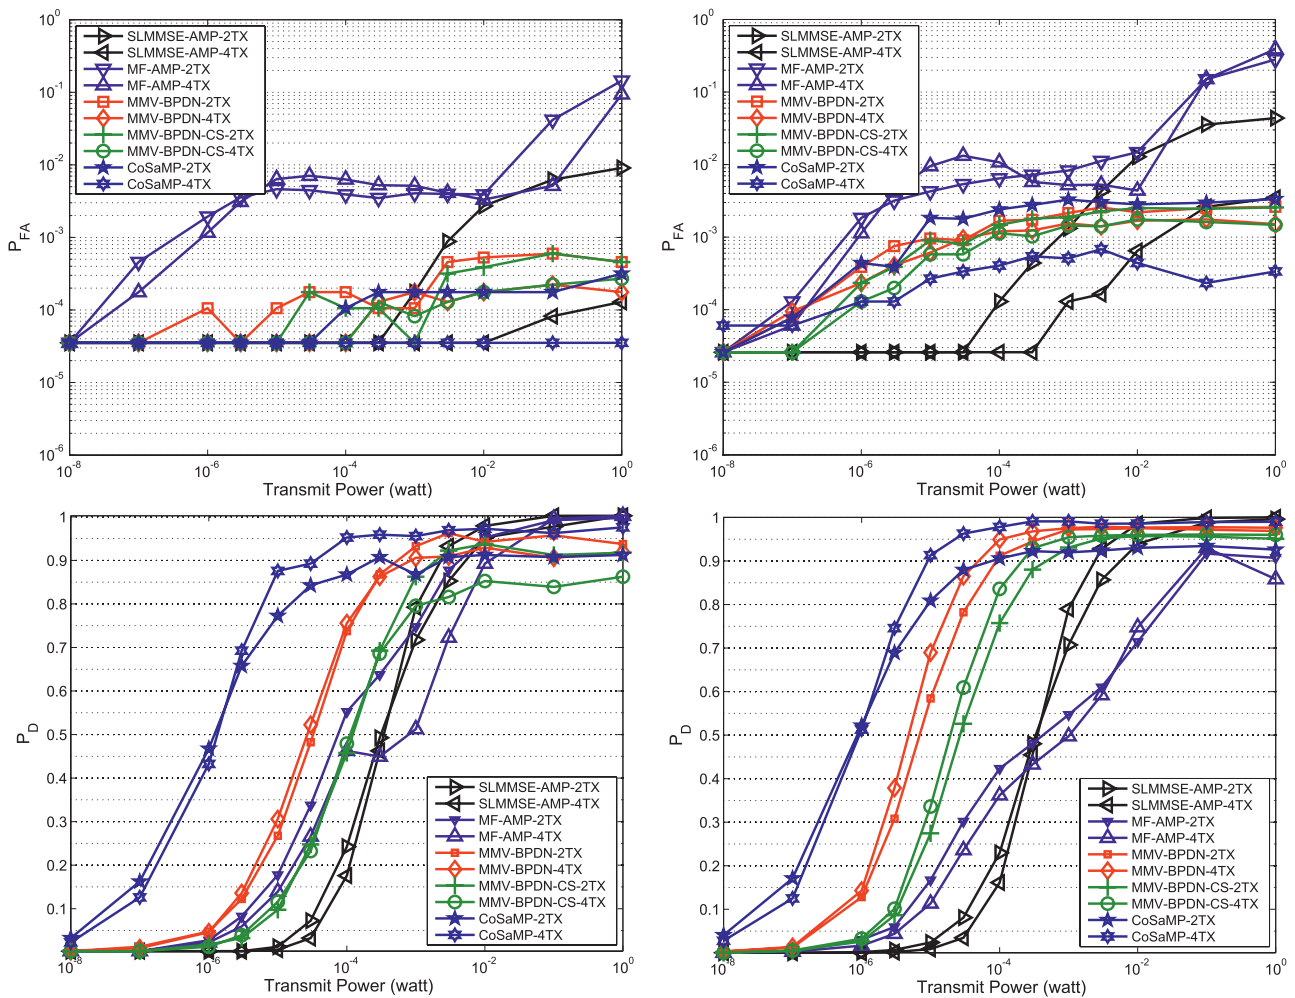 10^0
10^-1
10^-2
10^-3
10^-4
10^-5
10^-6
P_FA
SLMMSE-AMP-2TX
SLMMSE-AMP-4TX
MF-AMP-2TX
MF-AMP-4TX
MMV-BPDN-2TX
MMV-BPDN-4TX
MMV-BPDN-CS-2TX
MMV-BPDN-CS-4TX
CoSaMP-2TX
CoSaMP-4TX
10^-8 10^-6 10^-4 10^-2 10^0
Transmit Power (watt)
10^0
10^-1
10^-2
10^-3
10^-4
10^-5
10^-6
P_FA
SLMMSE-AMP-2TX
SLMMSE-AMP-4TX
MF-AMP-2TX
MF-AMP-4TX
MMV-BPDN-2TX
MMV-BPDN-4TX
MMV-BPDN-CS-2TX
MMV-BPDN-CS-4TX
CoSaMP-2TX
CoSaMP-4TX
10^-8 10^-6 10^-4 10^-2 10^0
Transmit Power (watt)
1
0.9
0.8
0.7
0.6
0.5
0.4
0.3
0.2
0.1
P_D
SLMMSE-AMP-2TX
SLMMSE-AMP-4TX
MF-AMP-2TX
MF-AMP-4TX
MMV-BPDN-2TX
MMV-BPDN-4TX
MMV-BPDN-CS-2TX
MMV-BPDN-CS-4TX
CoSaMP-2TX
CoSaMP-4TX
10^-8 10^-6 10^-4 10^-2 10^0
Transmit Power (watt)
1
0.9
0.8
0.7
0.6
0.5
0.4
0.3
0.2
0.1
P_D
SLMMSE-AMP-2TX
SLMMSE-AMP-4TX
MF-AMP-2TX
MF-AMP-4TX
MMV-BPDN-2TX
MMV-BPDN-4TX
MMV-BPDN-CS-2TX
MMV-BPDN-CS-4TX
CoSaMP-2TX
CoSaMP-4TX
10^-8 10^-6 10^-4 10^-2 10^0
Transmit Power (watt)